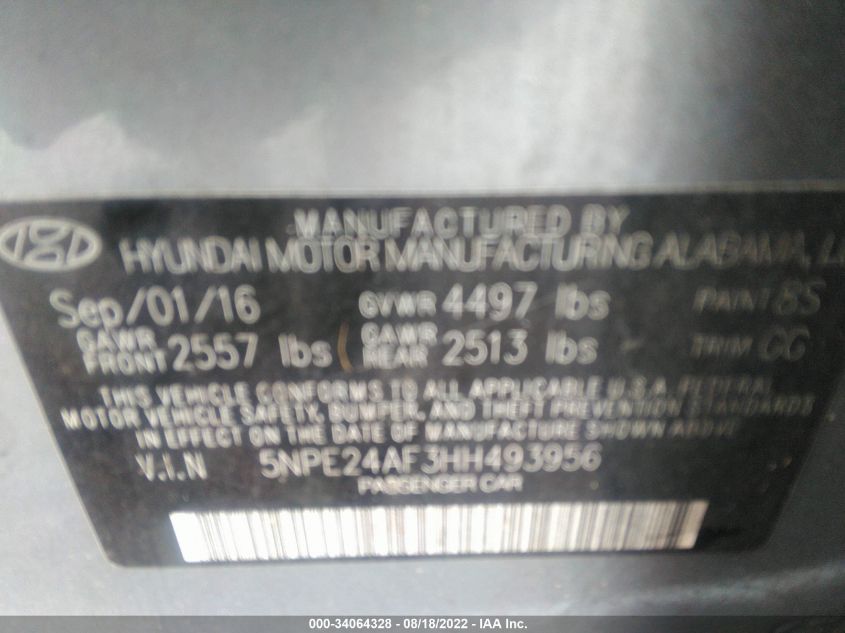 MANUFACTURED BY
HYUNDAI MOTOR MANUFACTURING ALABAMA,
Sep/01/16 GVWR 4497 lbs PAINT 8S
GAWR FRONT 2557 lbs GAWR REAR 2513 lbs TRIM CG
THIS VEHICLE CONFORMS TO ALL APPLICABLE U.S.A. FEDERAL
MOTOR VEHICLE SAFETY, BUMPER, AND THEFT PREVENTION STANDARDS
IN EFFECT ON THE DATE OF MANUFACTURE SHOWN ABOVE
V.I.N 5NPE24AF3HH493956
PASSENGER CAR
000-34064328 - 08/18/2022 - IAA Inc.